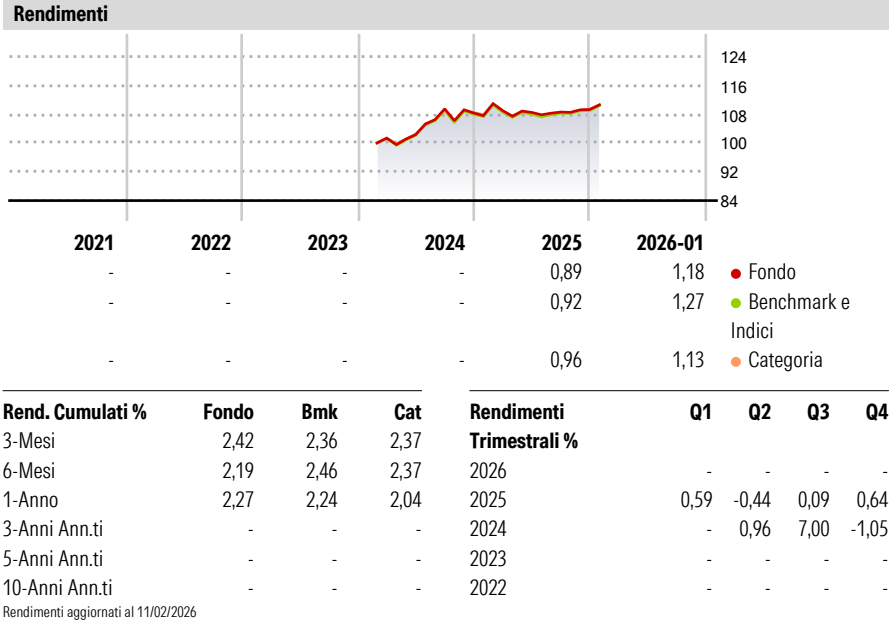 Rendimenti
124
116
108
100
92
84
2021 2022 2023 2024 2025 2026-01
- - - - 0,89 1,18 Fondo
- - - - 0,92 1,27 Benchmark e
Indici
- - - - 0,96 1,13 Categoria
Rend. Cumulati % Fondo Bmk Cat
3-Mesi 2,42 2,36 2,37
6-Mesi 2,19 2,46 2,37
1-Anno 2,27 2,24 2,04
3-Anni Ann.ti - - -
5-Anni Ann.ti - - -
10-Anni Ann.ti - - -
Rendimenti Q1 Q2 Q3 Q4
Trimestrali %
2026 - - - -
2025 0,59 -0,44 0,09 0,64
2024 - 0,96 7,00 -1,05
2023 - - - -
2022 - - - -
Rendimenti aggiornati al 11/02/2026